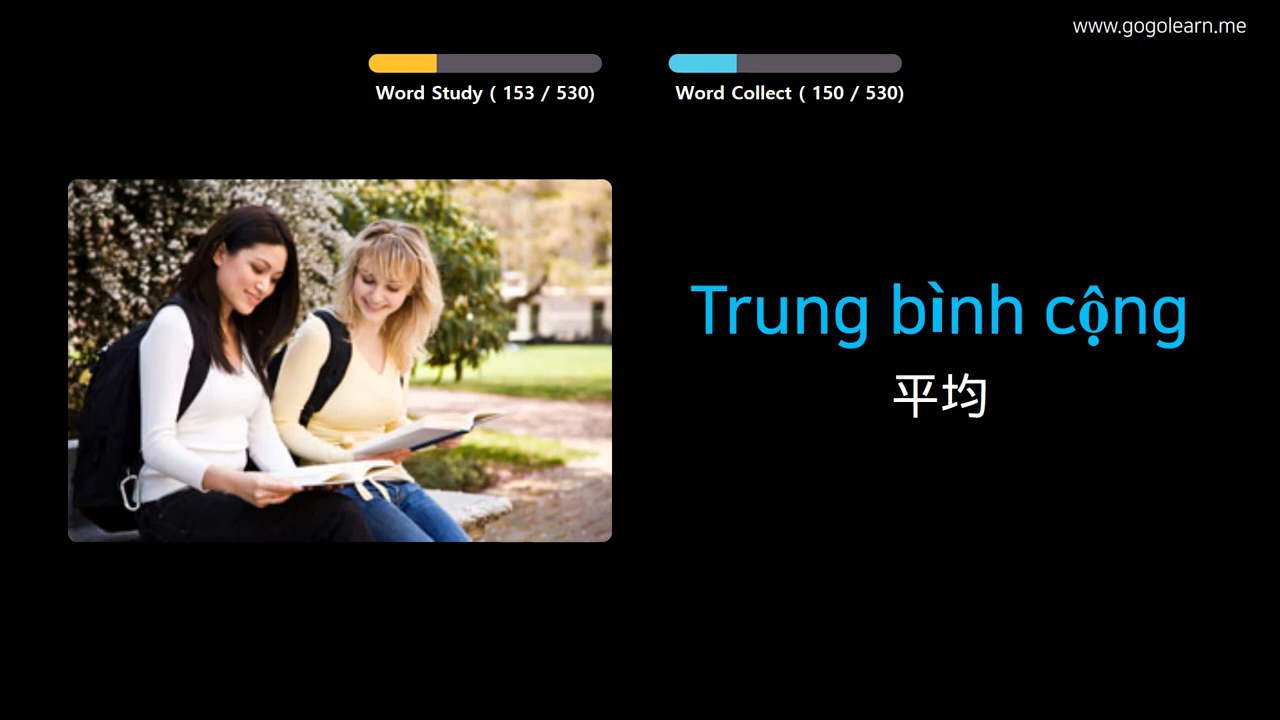 www.gogolearn.me
Word Study ( 153 / 530)
Word Collect ( 150 / 530)
Trung bình cộng
平均